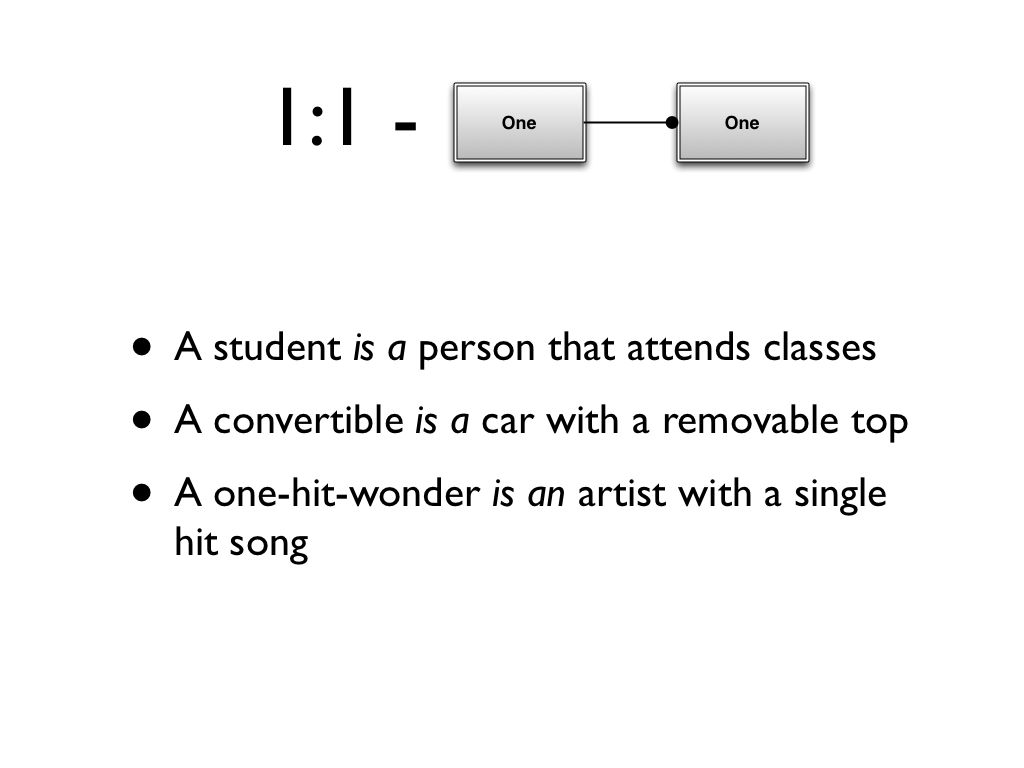 1:1 - One One
• A student is a person that attends classes
• A convertible is a car with a removable top
• A one-hit-wonder is an artist with a single
hit song